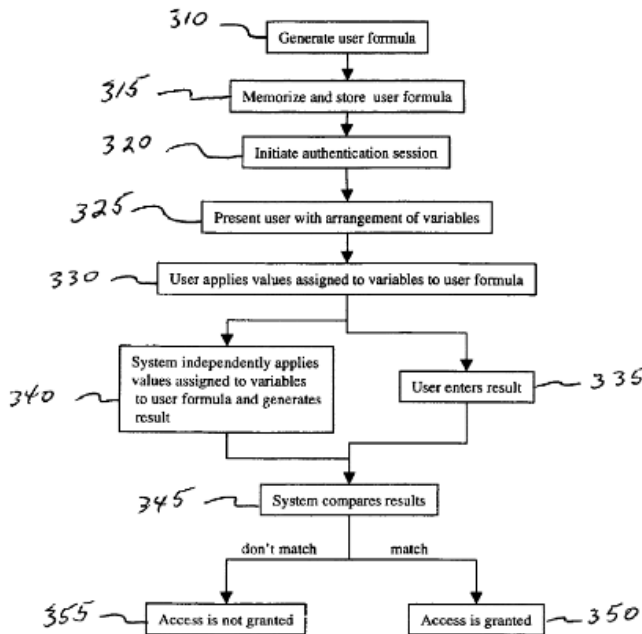 310
Generate user formula
315
Memorize and store user formula
320
Initiate authentication session
325
Present user with arrangement of variables
330
User applies values assigned to variables to user formula
System independently applies
values assigned to variables
to user formula and generates
result
340
User enters result
335
345
System compares results
don't match
match
355
Access is not granted
Access is granted
350